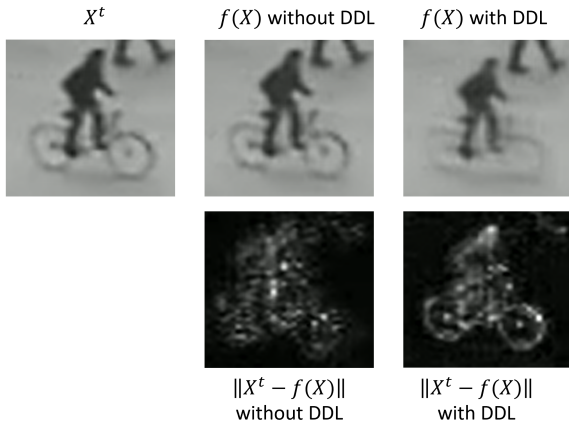 X^t
f(X) without DDL
f(X) with DDL
‖X^t − f(X)‖
without DDL
‖X^t − f(X)‖
with DDL